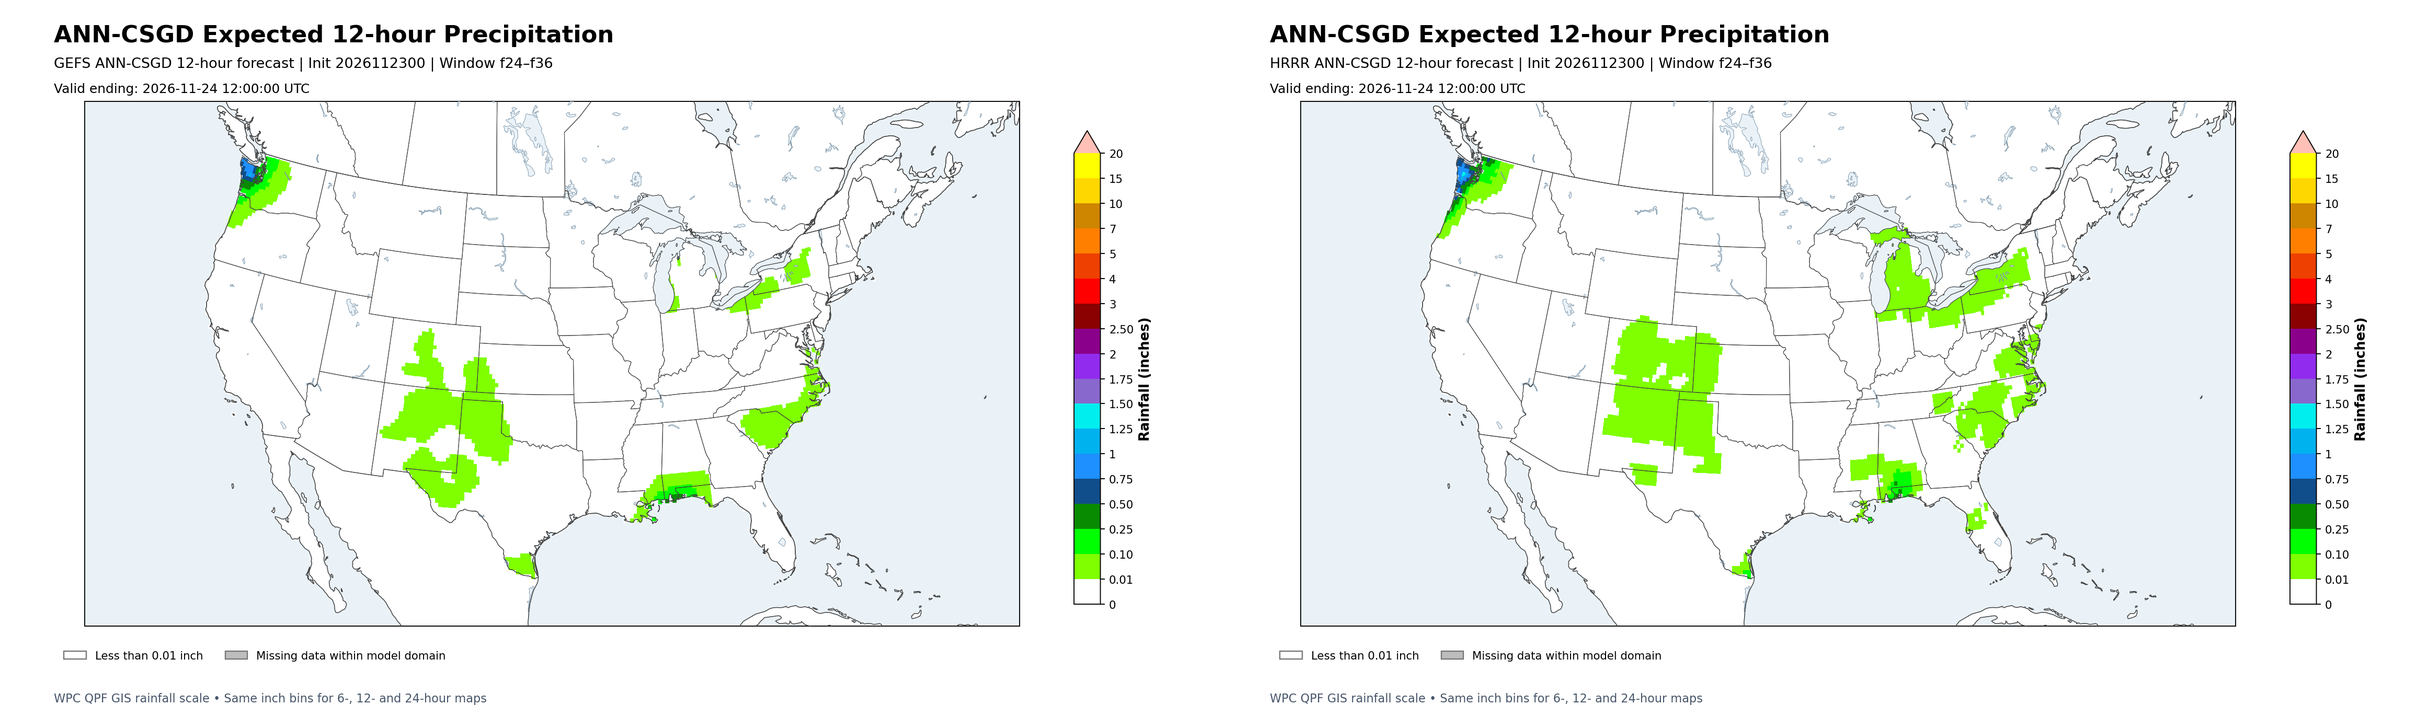 ANN-CSGD Expected 12-hour Precipitation
GEFS ANN-CSGD 12-hour forecast | Init 2026112300 | Window f24–f36
Valid ending: 2026-11-24 12:00:00 UTC
20
15
10
7
5
4
3
2.50
2
1.75
1.50
1.25
1
0.75
0.50
0.25
0.10
0.01
0
Rainfall (inches)
Less than 0.01 inch
Missing data within model domain
WPC QPF GIS rainfall scale • Same inch bins for 6-, 12- and 24-hour maps
ANN-CSGD Expected 12-hour Precipitation
HRRR ANN-CSGD 12-hour forecast | Init 2026112300 | Window f24–f36
Valid ending: 2026-11-24 12:00:00 UTC
20
15
10
7
5
4
3
2.50
2
1.75
1.50
1.25
1
0.75
0.50
0.25
0.10
0.01
0
Rainfall (inches)
Less than 0.01 inch
Missing data within model domain
WPC QPF GIS rainfall scale • Same inch bins for 6-, 12- and 24-hour maps